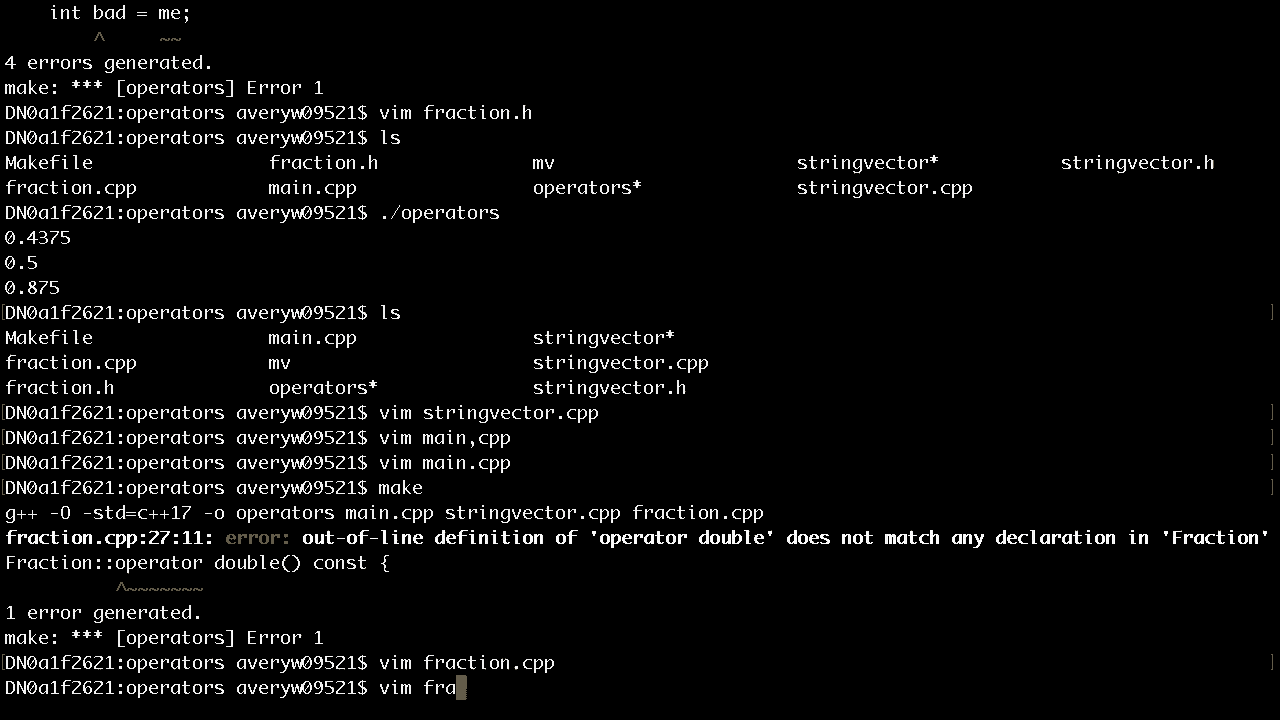 int bad = me;
        ^     ~~
4 errors generated.
make: *** [operators] Error 1
DN0a1f2621:operators averyw09521$ vim fraction.h
DN0a1f2621:operators averyw09521$ ls
Makefile                fraction.h              mv                      stringvector*           stringvector.h
fraction.cpp            main.cpp                operators*              stringvector.cpp
DN0a1f2621:operators averyw09521$ ./operators
0.4375
0.5
0.875
[DN0a1f2621:operators averyw09521$ ls ]
Makefile                main.cpp                stringvector*
fraction.cpp            mv                      stringvector.cpp
fraction.h              operators*              stringvector.h
[DN0a1f2621:operators averyw09521$ vim stringvector.cpp ]
[DN0a1f2621:operators averyw09521$ vim main,cpp ]
[DN0a1f2621:operators averyw09521$ vim main.cpp ]
[DN0a1f2621:operators averyw09521$ make ]
g++ -O -std=c++17 -o operators main.cpp stringvector.cpp fraction.cpp
fraction.cpp:27:11: error: out-of-line definition of 'operator double' does not match any declaration in 'Fraction'
Fraction::operator double() const {
          ^~~~~~~~
1 error generated.
make: *** [operators] Error 1
[DN0a1f2621:operators averyw09521$ vim fraction.cpp ]
DN0a1f2621:operators averyw09521$ vim fra